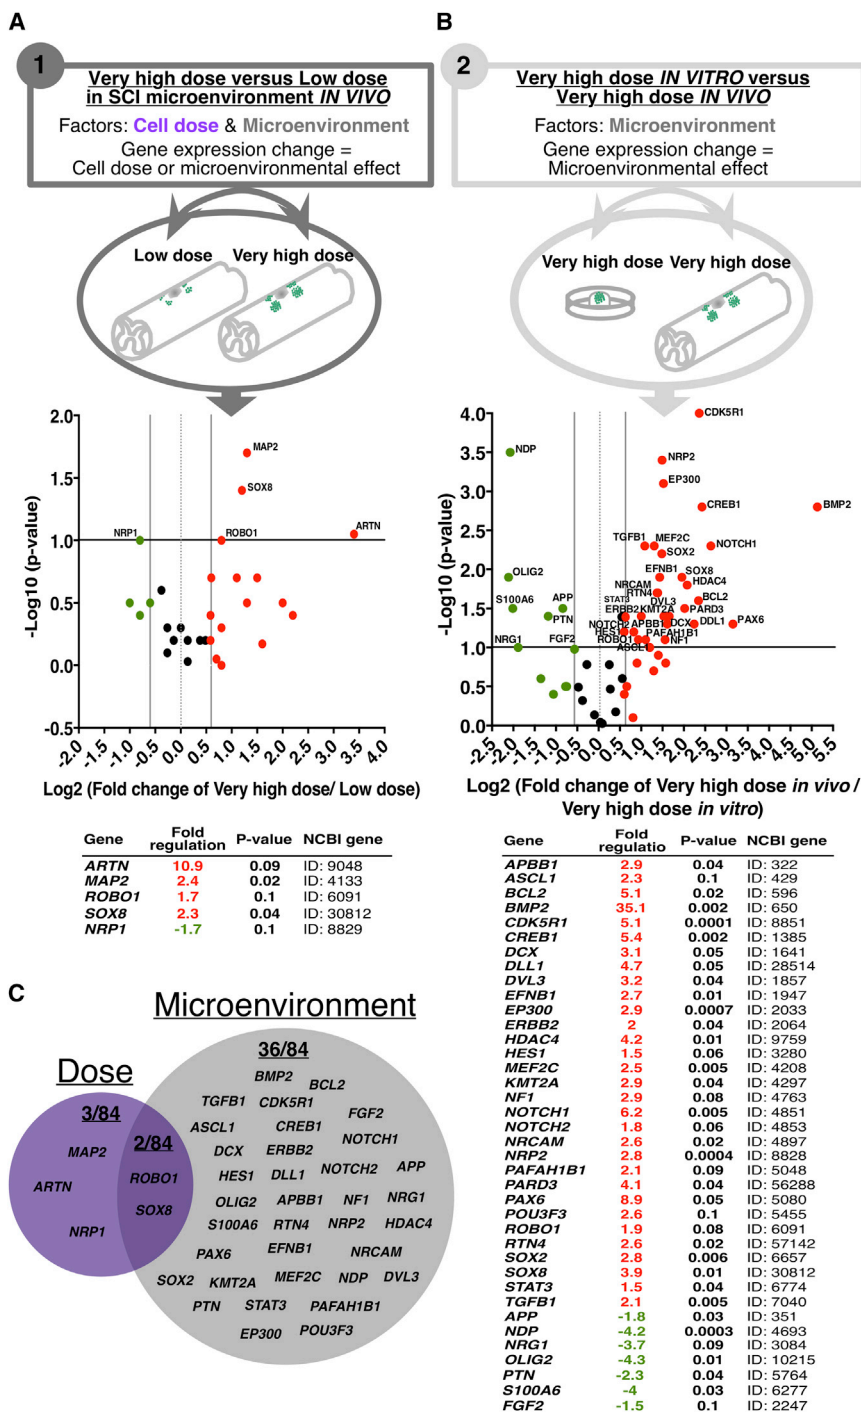 A
1
Very high dose versus Low dose
in SCI microenvironment IN VIVO
Factors: Cell dose & Microenvironment
Gene expression change =
Cell dose or microenvironmental effect
Low dose Very high dose
2.0
1.5
1.0
0.5
0.0
-0.5
-Log10 (p-value)
MAP2
SOX8
ARTN
NRP1
ROBO1
-2.0 -1.5 -1.0 -0.5 0.0 0.5 1.0 1.5 2.0 2.5 3.0 3.5 4.0
Log2 (Fold change of Very high dose/ Low dose)
Gene Fold regulation P-value NCBI gene
ARTN 10.9 0.09 ID: 9048
MAP2 2.4 0.02 ID: 4133
ROBO1 1.7 0.1 ID: 6091
SOX8 2.3 0.04 ID: 30812
NRP1 -1.7 0.1 ID: 8829
B
2
Very high dose IN VITRO versus
Very high dose IN VIVO
Factors: Microenvironment
Gene expression change =
Microenvironmental effect
Very high dose Very high dose
4.0
3.5
3.0
2.5
2.0
1.5
1.0
0.5
0.0
-Log10 (p-value)
CDK5R1
NDP
NRP2
EP300
CREB1
BMP2
TGFB1 MEF2C NOTCH1
SOX2
OLIG2
EFNB1 SOX8
NRCAM HDAC4
RTN4
S100A6 APP STAT3 DVL3 BCL2
PTN ERBB2 KMT2A PARD3
NOTCH2 APBB1 DCX DDL1 PAX6
HES1 PAFAH1B1
NRG1 FGF2 ROBO1 NF1
ASCL1
-2.5 -2.0 -1.5 -1.0 -0.5 0.0 0.5 1.0 1.5 2.0 2.5 3.0 3.5 4.0 4.5 5.0 5.5
Log2 (Fold change of Very high dose in vivo /
Very high dose in vitro)
Gene Fold regulatio P-value NCBI gene
APBB1 2.9 0.04 ID: 322
ASCL1 2.3 0.1 ID: 429
BCL2 5.1 0.02 ID: 596
BMP2 35.1 0.002 ID: 650
CDK5R1 5.1 0.0001 ID: 8851
CREB1 5.4 0.002 ID: 1385
DCX 3.1 0.05 ID: 1641
DLL1 4.7 0.05 ID: 28514
DVL3 3.2 0.04 ID: 1857
EFNB1 2.7 0.01 ID: 1947
EP300 2.9 0.0007 ID: 2033
ERBB2 2 0.04 ID: 2064
HDAC4 4.2 0.01 ID: 9759
HES1 1.5 0.06 ID: 3280
MEF2C 2.5 0.005 ID: 4208
KMT2A 2.9 0.04 ID: 4297
NF1 2.9 0.08 ID: 4763
NOTCH1 6.2 0.005 ID: 4851
NOTCH2 1.8 0.06 ID: 4853
NRCAM 2.6 0.02 ID: 4897
NRP2 2.8 0.0004 ID: 8828
PAFAH1B1 2.1 0.09 ID: 5048
PARD3 4.1 0.04 ID: 56288
PAX6 8.9 0.05 ID: 5080
POU3F3 2.6 0.1 ID: 5455
ROBO1 1.9 0.08 ID: 6091
RTN4 2.6 0.02 ID: 57142
SOX2 2.8 0.006 ID: 6657
SOX8 3.9 0.01 ID: 30812
STAT3 1.5 0.04 ID: 6774
TGFB1 2.1 0.005 ID: 7040
APP -1.8 0.03 ID: 351
NDP -4.2 0.0003 ID: 4693
NRG1 -3.7 0.09 ID: 3084
OLIG2 -4.3 0.01 ID: 10215
PTN -2.3 0.04 ID: 5764
S100A6 -4 0.03 ID: 6277
FGF2 -1.5 0.1 ID: 2247
C
Microenvironment
Dose
36/84
3/84
2/84
MAP2
ARTN
NRP1
ROBO1
SOX8
BMP2 BCL2
TGFB1 CDK5R1 FGF2
ASCL1 CREB1 NOTCH1
DCX ERBB2
HES1 DLL1 NOTCH2 APP
OLIG2 APBB1 NF1 NRG1
S100A6 RTN4 NRP2 HDAC4
PAX6 EFNB1 NRCAM
SOX2 KMT2A MEF2C NDP DVL3
PTN STAT3 PAFAH1B1
EP300 POU3F3